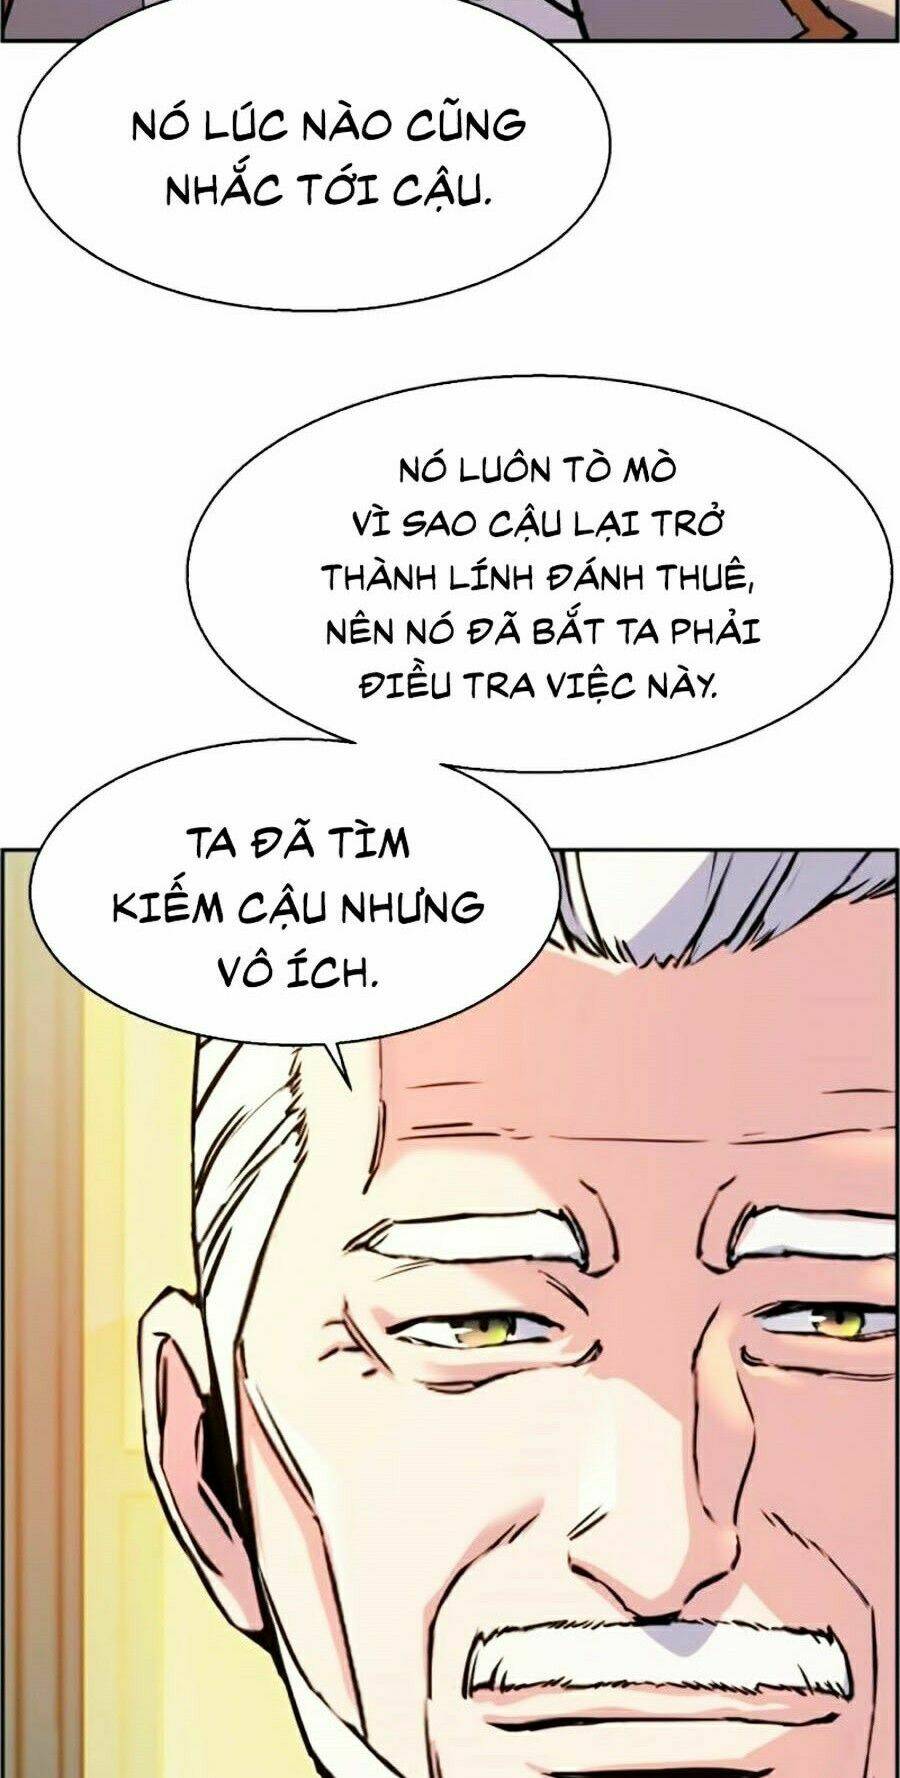 NÓ LÚC NÀO CŨNG
NHẮC TỚI CẬU.
NÓ LUÔN TÒ MÒ
VÌ SAO CẬU LẠI TRỞ
THÀNH LÍNH ĐÁNH THUÊ,
NÊN NÓ ĐÃ BẮT TA PHẢI
ĐIỀU TRA VIỆC NÀY.
TA ĐÃ TÌM
KIẾM CẬU NHƯNG
VÔ ÍCH.